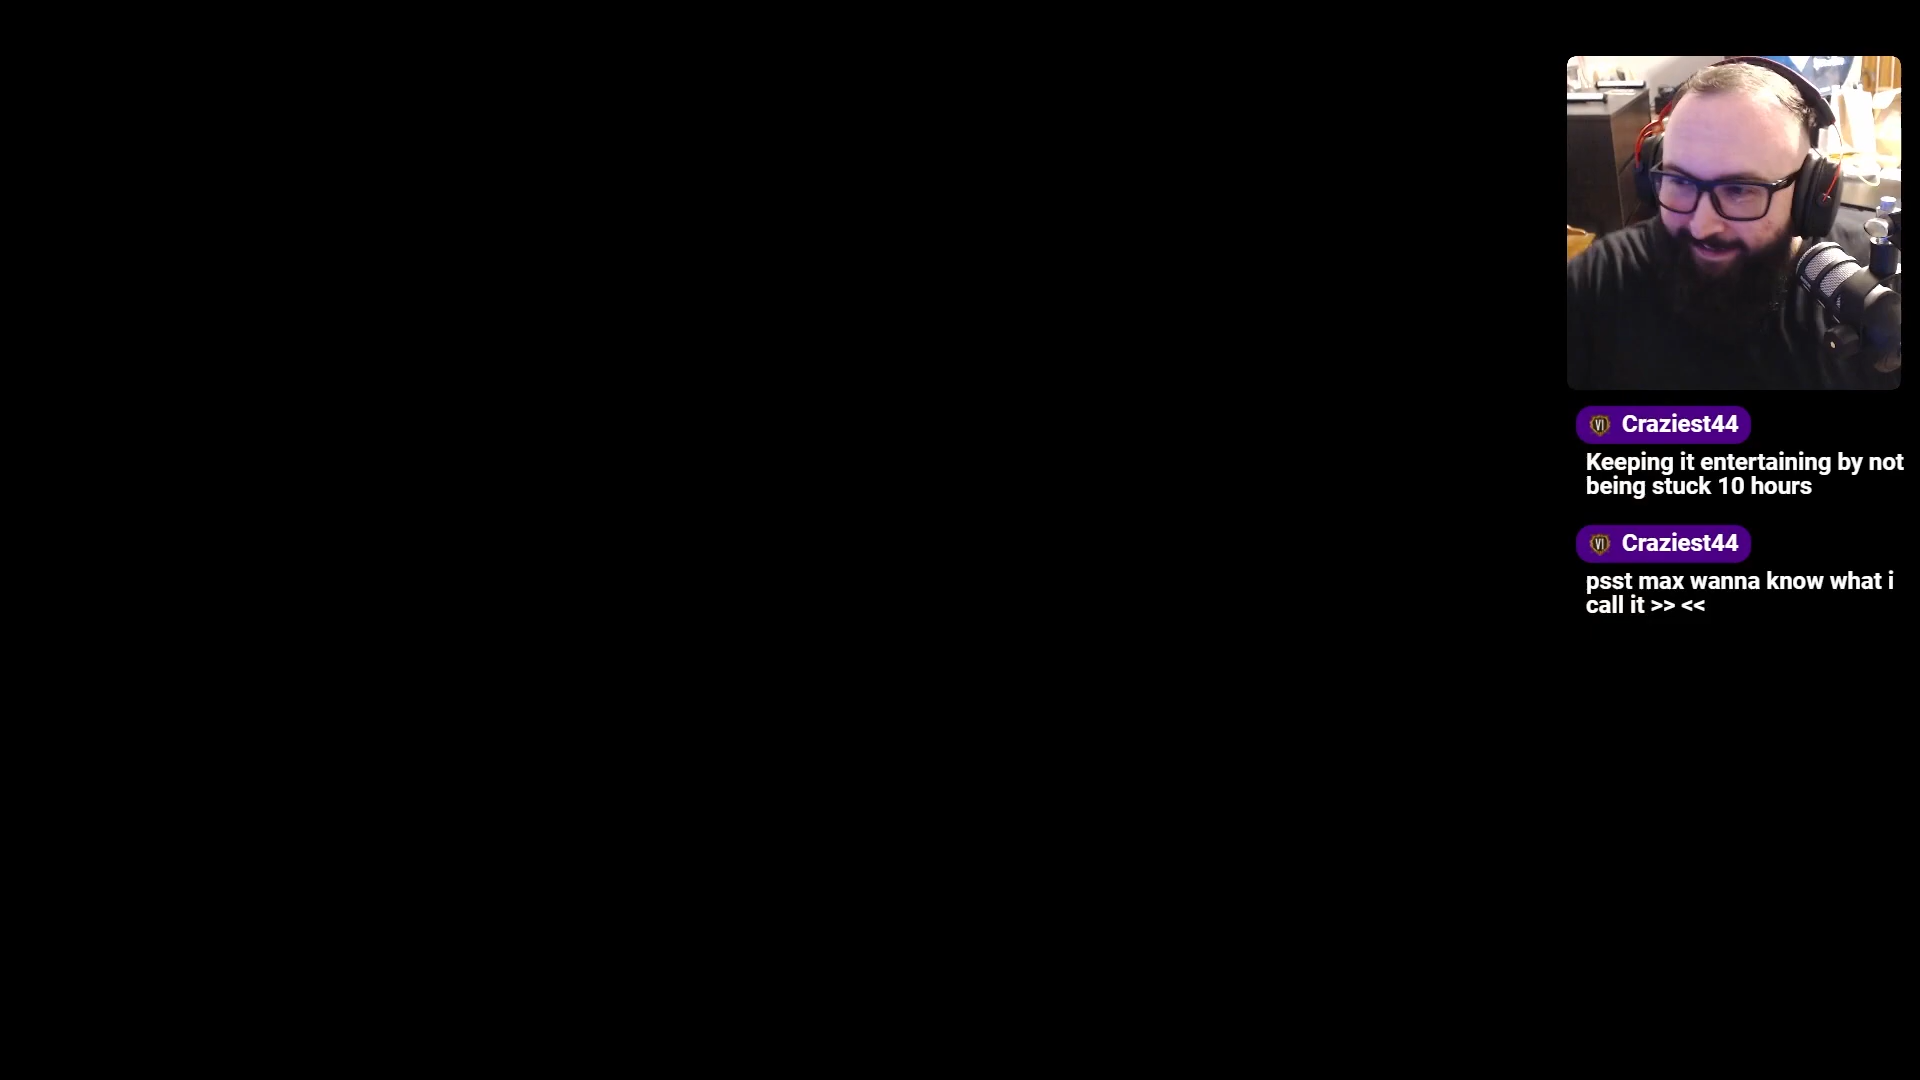 Craziest44
Keeping it entertaining by not
being stuck 10 hours
Craziest44
psst max wanna know what i
call it >> <<